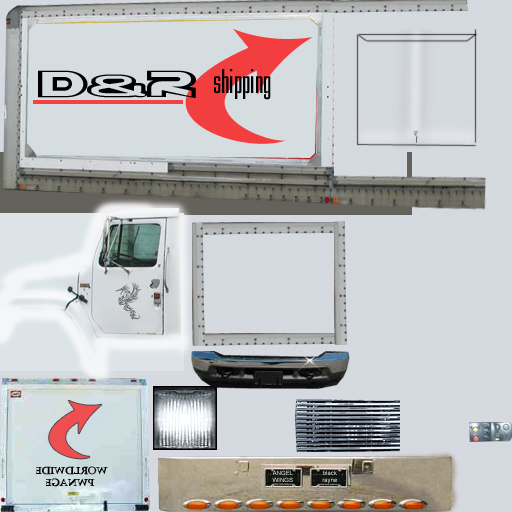 D&R shipping
WORLDWIDE
PWNAGE
ANGEL
WINGS
black
rayne